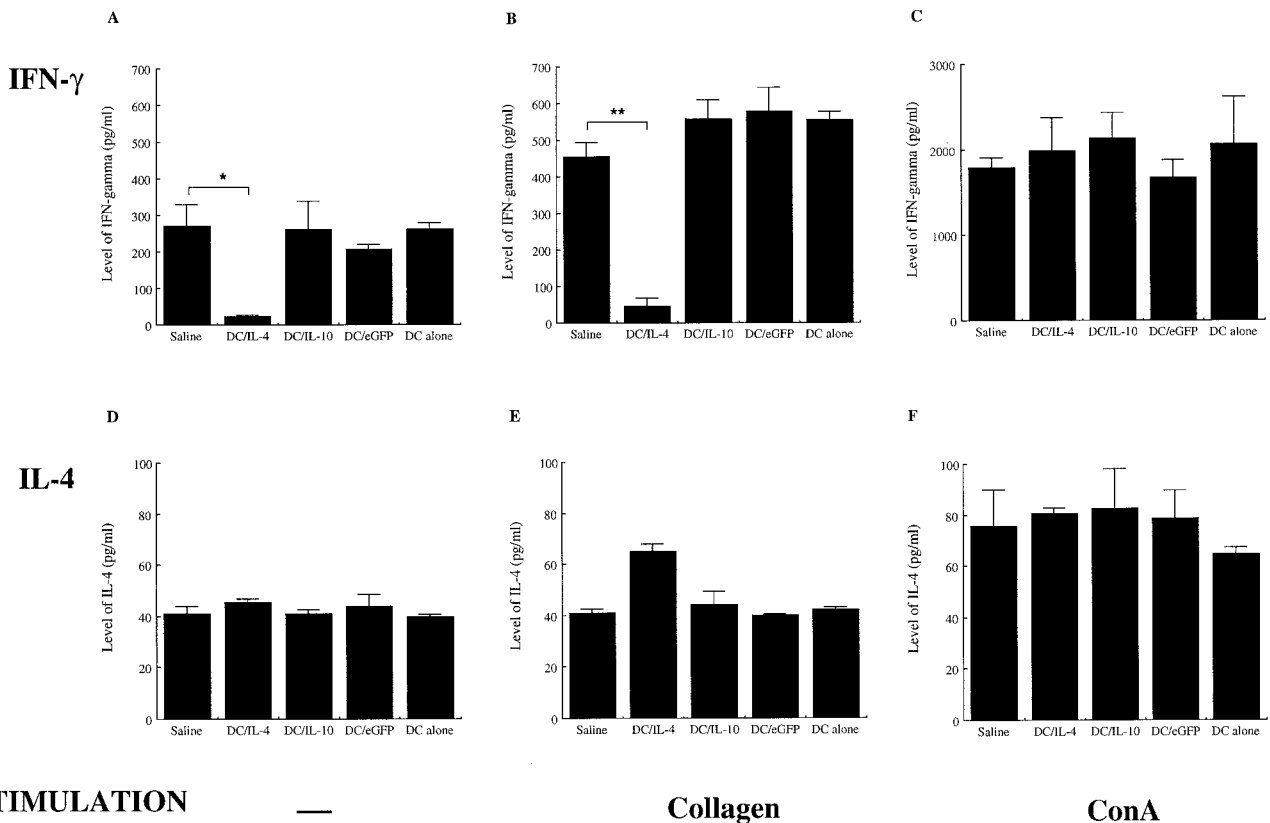 A
B
C
IFN-γ
Level of IFN-gamma (pg/ml)
700
600
500
400
300
200
100
0
*
Saline DC/IL-4 DC/IL-10 DC/eGFP DC alone
Level of IFN-gamma (pg/ml)
700
600
500
400
300
200
100
0
**
Saline DC/IL-4 DC/IL-10 DC/eGFP DC alone
Level of IFN-gamma (pg/ml)
3000
2000
1000
0
Saline DC/IL-4 DC/IL-10 DC/eGFP DC alone
D
E
F
IL-4
Level of IL-4 (pg/ml)
100
80
60
40
20
0
Saline DC/IL-4 DC/IL-10 DC/eGFP DC alone
Level of IL-4 (pg/ml)
100
80
60
40
20
0
Saline DC/IL-4 DC/IL-10 DC/eGFP DC alone
Level of IL-4 (pg/ml)
100
80
60
40
20
0
Saline DC/IL-4 DC/IL-10 DC/eGFP DC alone
TIMULATION — Collagen ConA